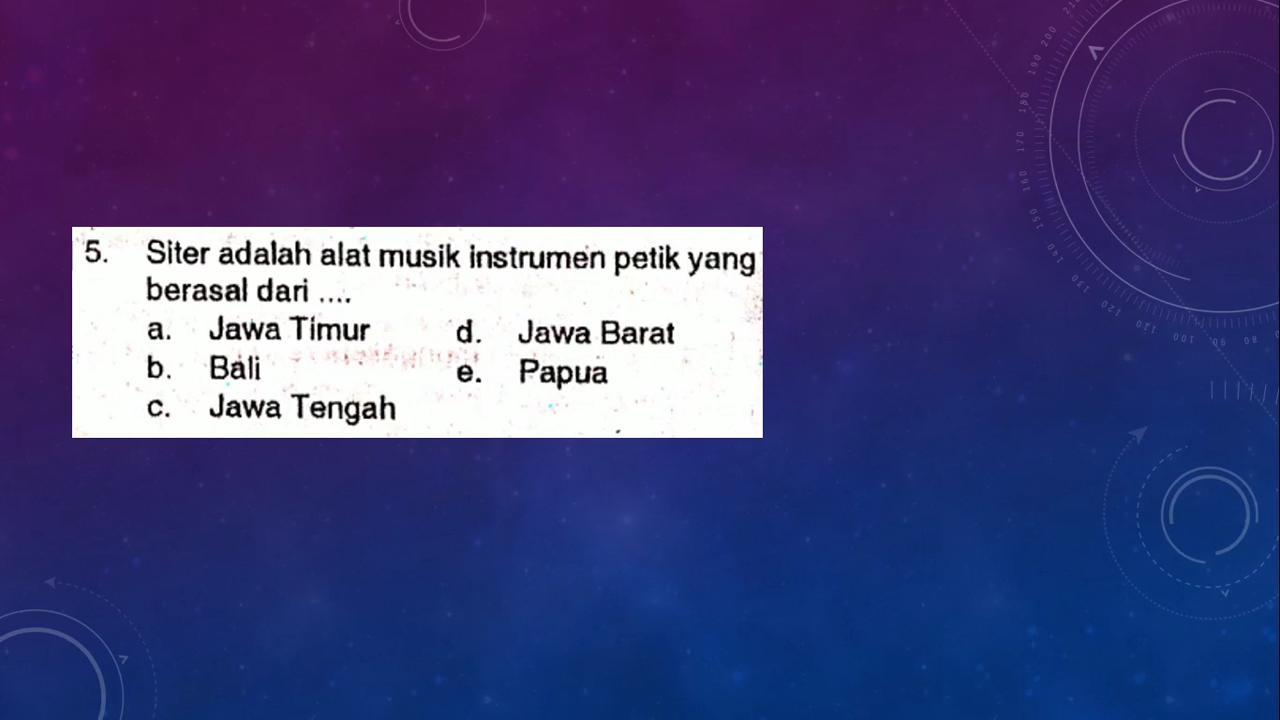 5. Siter adalah alat musik instrumen petik yang
berasal dari ....
a. Jawa Timur d. Jawa Barat
b. Bali e. Papua
c. Jawa Tengah